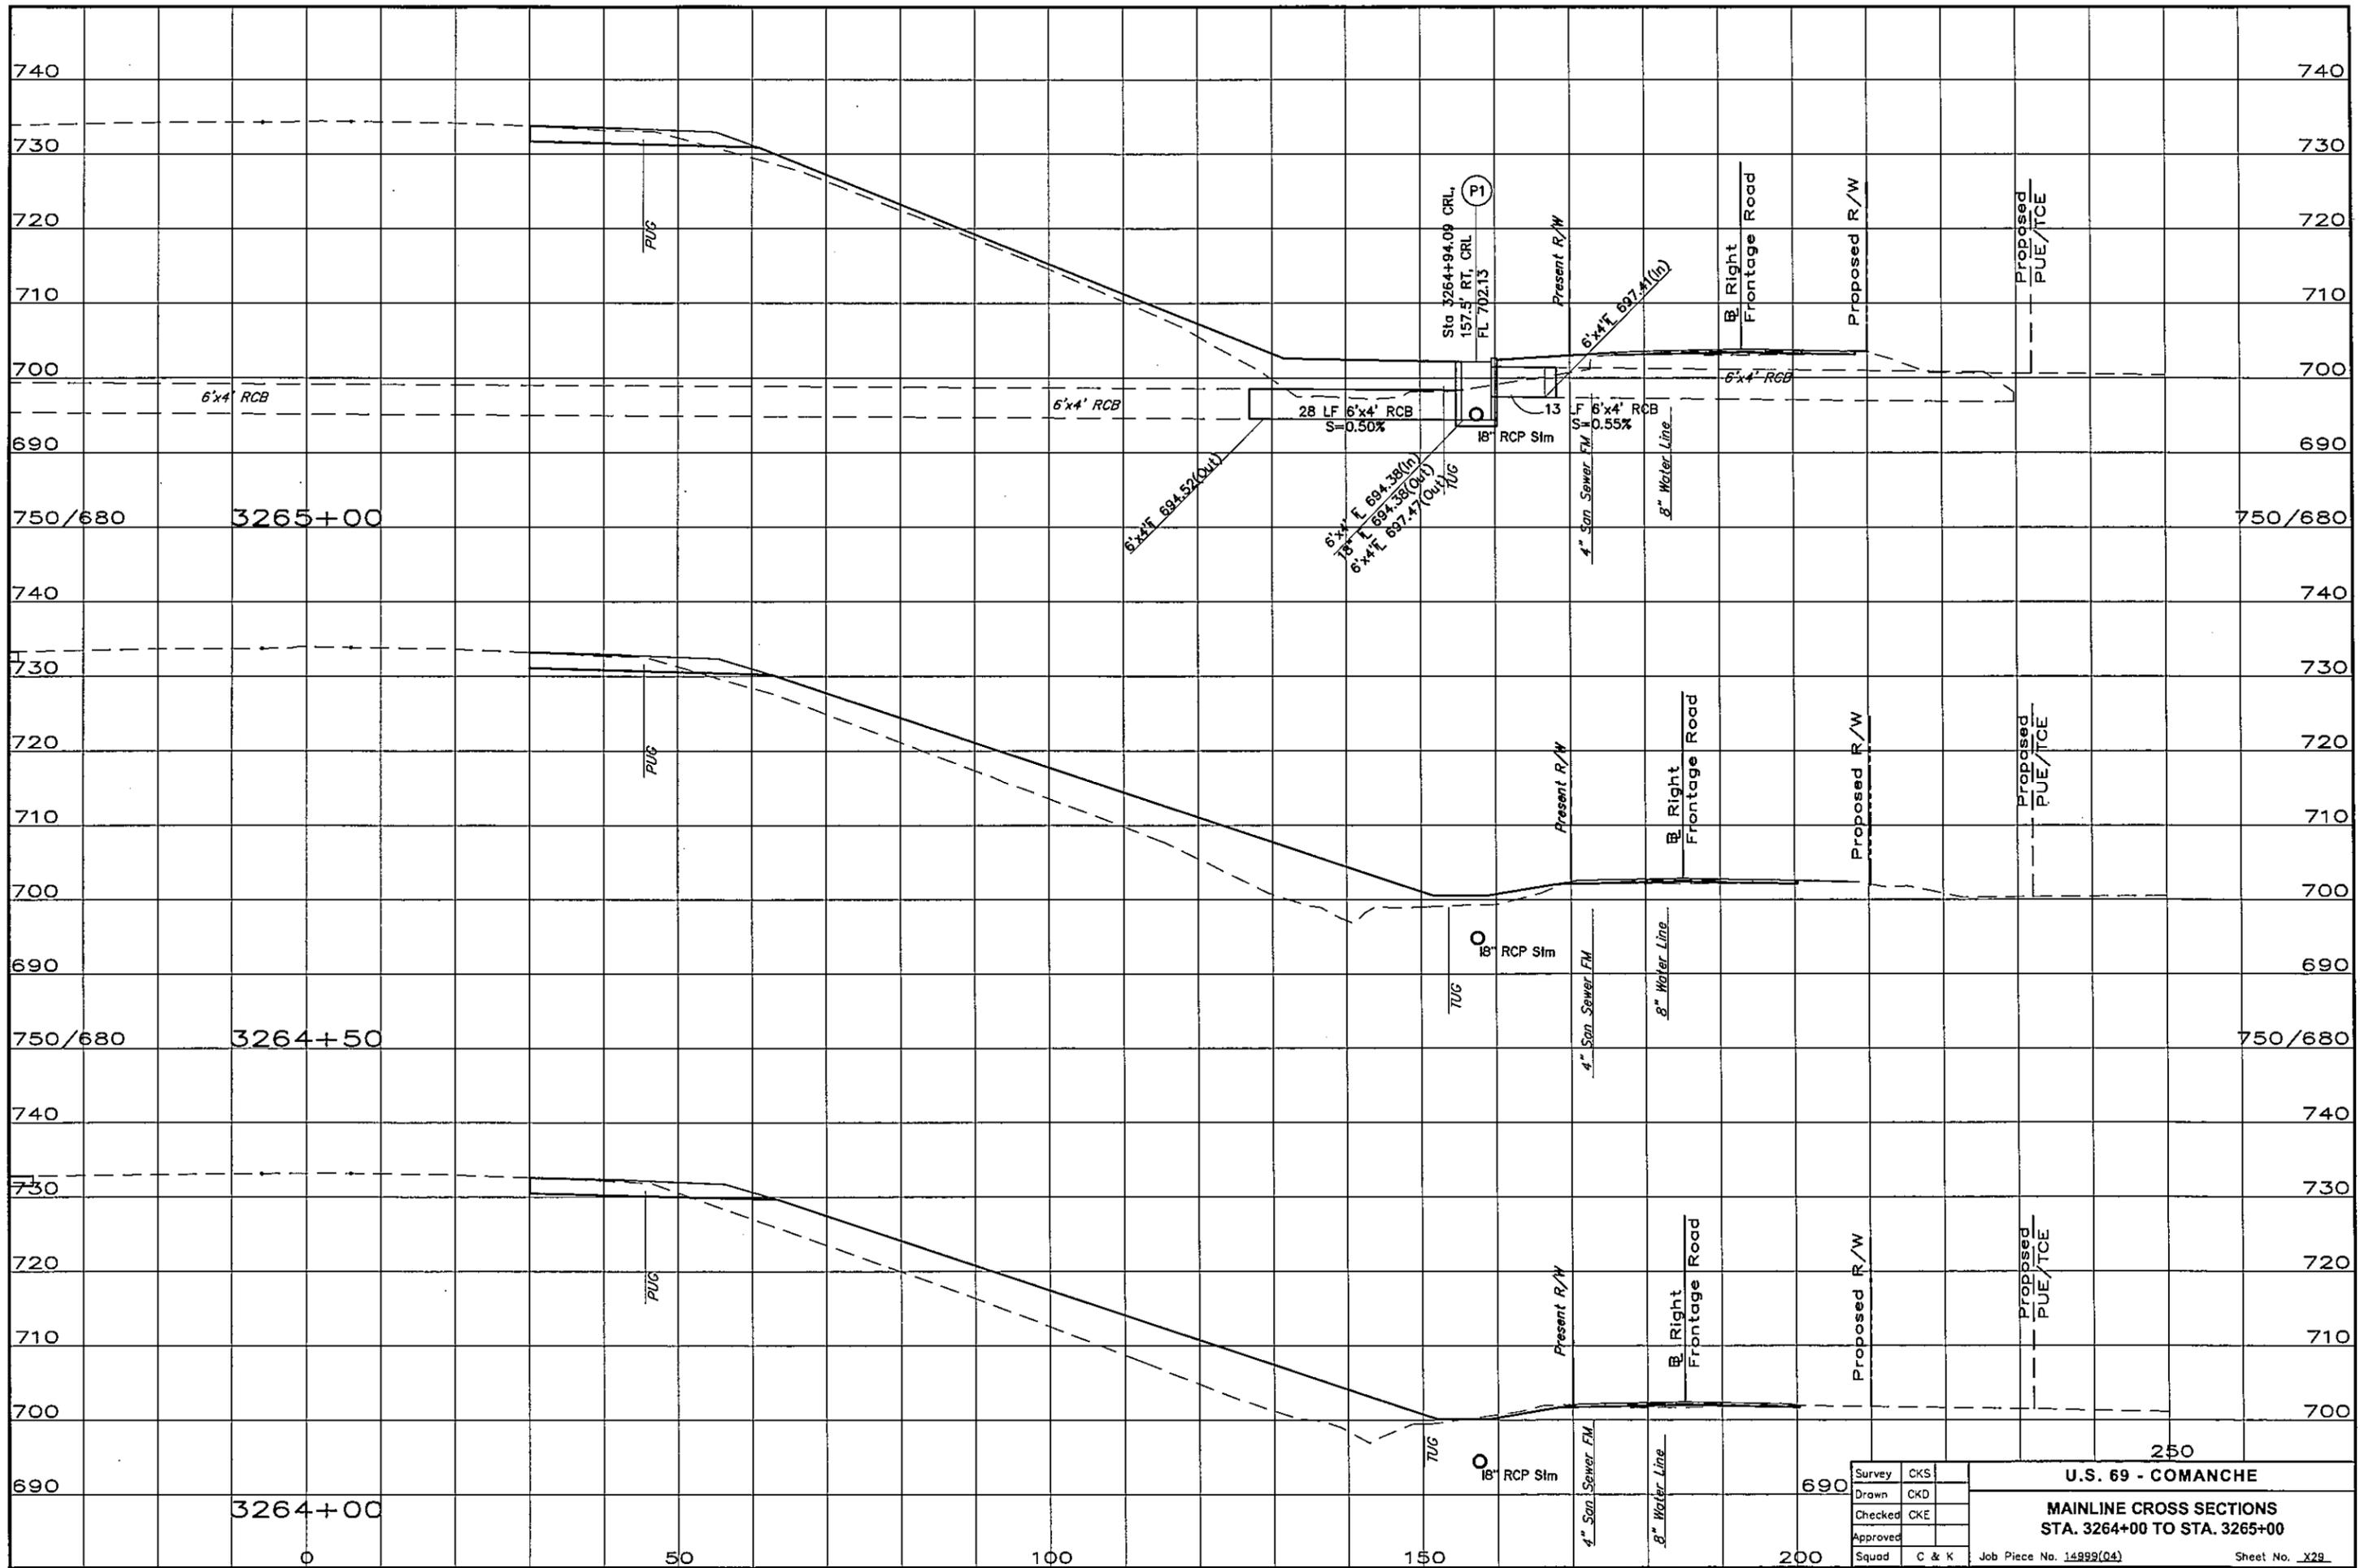 740 740
730 730
720 720
710 710
700 700
690 690
PUG
Sta 3264+94.09 CRL,
157.5' RT, CRL
FL 702.13
P1
Present R/W
6'x4' FL 697.41(In)
BL Right
Frontage Road
Proposed R/W
Proposed
PUE/TCE
6'x4' RCB
6'x4' RCB
6'x4' RCB
28 LF 6'x4' RCB
S=0.50%
13 LF 6'x4' RCB
S=0.55%
18" RCP Slm
6'x4' FL 694.52(Out)
6'x4' FL 694.38(In)
18" FL 694.38(Out)
6'x4' FL 697.47(Out)
TUG
4" San Sewer FM
8" Water Line
750/680 3265+00 750/680
740 740
730 730
720 720
710 710
700 700
690 690
PUG
Present R/W
BL Right
Frontage Road
Proposed R/W
Proposed
PUE/TCE
18" RCP Slm
TUG
4" San Sewer FM
8" Water Line
750/680 3264+50 750/680
740 740
730 730
720 720
710 710
700 700
690 690
PUG
Present R/W
BL Right
Frontage Road
Proposed R/W
Proposed
PUE/TCE
TUG
18" RCP Slm
4" San Sewer FM
8" Water Line
3264+00
0 50 100 150 200 250
Survey CKS
Drawn CKD
Checked CKE
Approved
Squad C & K
U.S. 69 - COMANCHE
MAINLINE CROSS SECTIONS
STA. 3264+00 TO STA. 3265+00
Job Piece No. 14999(04) Sheet No. X29